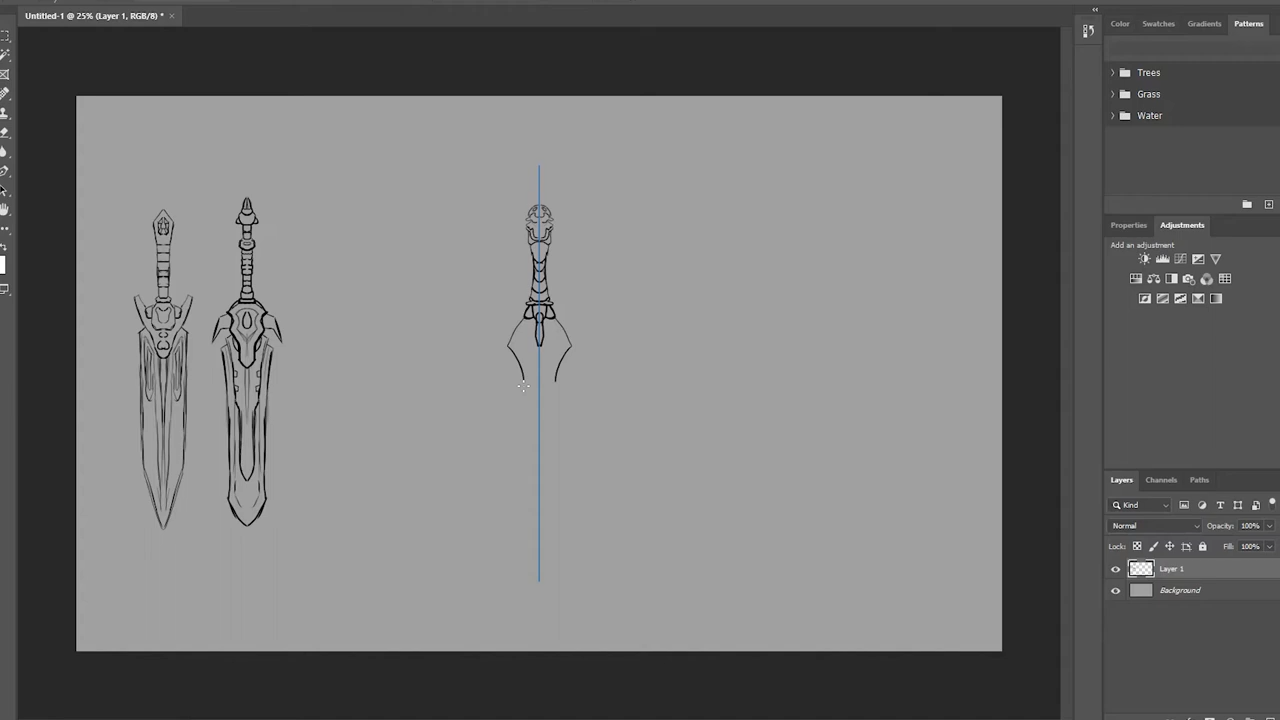 Untitled-1 @ 25% (Layer 1, RGB/8) *
Color
Swatches
Gradients
Patterns
Trees
Grass
Water
Properties
Adjustments
Add an adjustment
Layers
Channels
Paths
Kind
Normal
Opacity: 100%
Lock:
Fill: 100%
Layer 1
Background